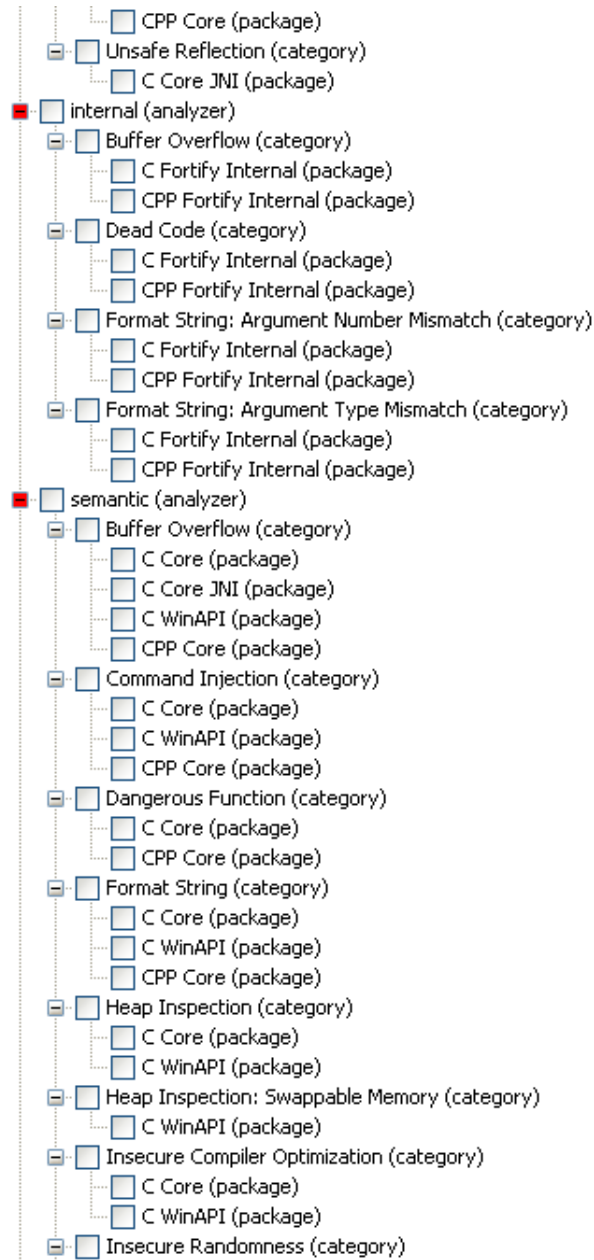 CPP Core (package)
Unsafe Reflection (category)
C Core JNI (package)
internal (analyzer)
Buffer Overflow (category)
C Fortify Internal (package)
CPP Fortify Internal (package)
Dead Code (category)
C Fortify Internal (package)
CPP Fortify Internal (package)
Format String: Argument Number Mismatch (category)
C Fortify Internal (package)
CPP Fortify Internal (package)
Format String: Argument Type Mismatch (category)
C Fortify Internal (package)
CPP Fortify Internal (package)
semantic (analyzer)
Buffer Overflow (category)
C Core (package)
C Core JNI (package)
C WinAPI (package)
CPP Core (package)
Command Injection (category)
C Core (package)
C WinAPI (package)
CPP Core (package)
Dangerous Function (category)
C Core (package)
CPP Core (package)
Format String (category)
C Core (package)
C WinAPI (package)
CPP Core (package)
Heap Inspection (category)
C Core (package)
C WinAPI (package)
Heap Inspection: Swappable Memory (category)
C WinAPI (package)
Insecure Compiler Optimization (category)
C Core (package)
C WinAPI (package)
Insecure Randomness (category)